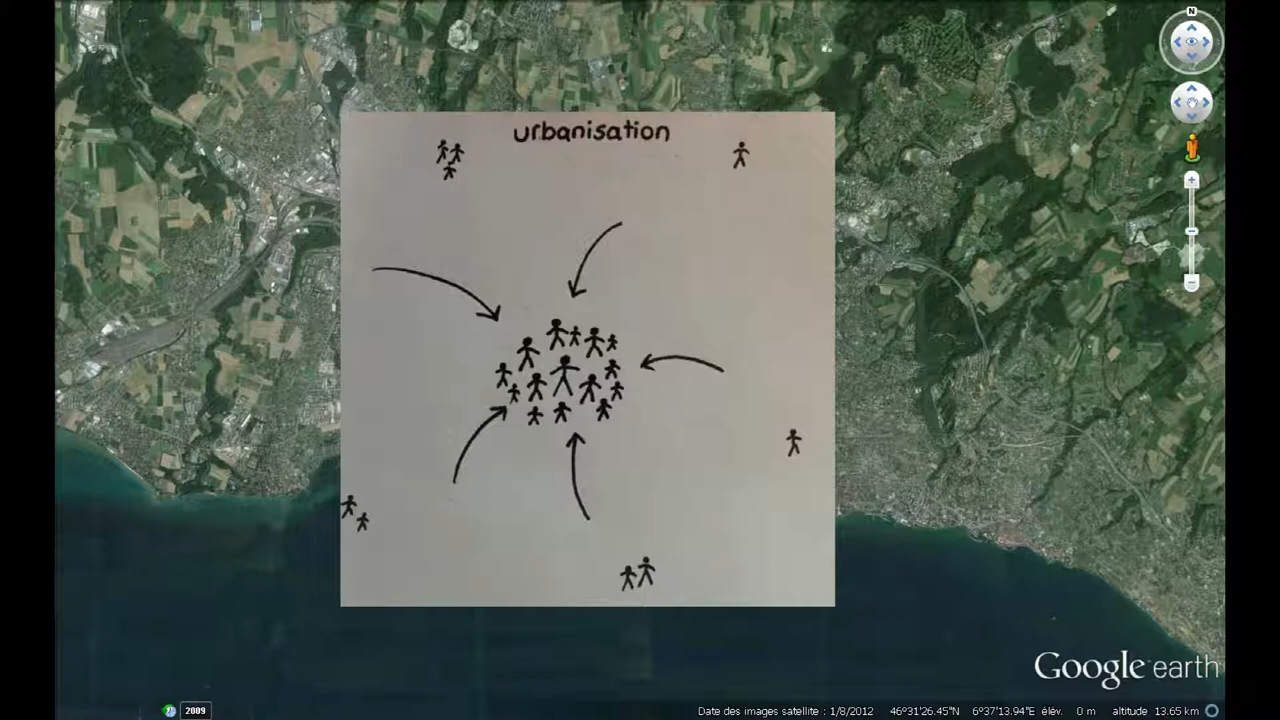 N
urbanisation
Google earth
2009
Date des images satellite : 1/8/2012 46°31'26.45"N 6°37'13.94"E élév. 0 m altitude 13.65 km